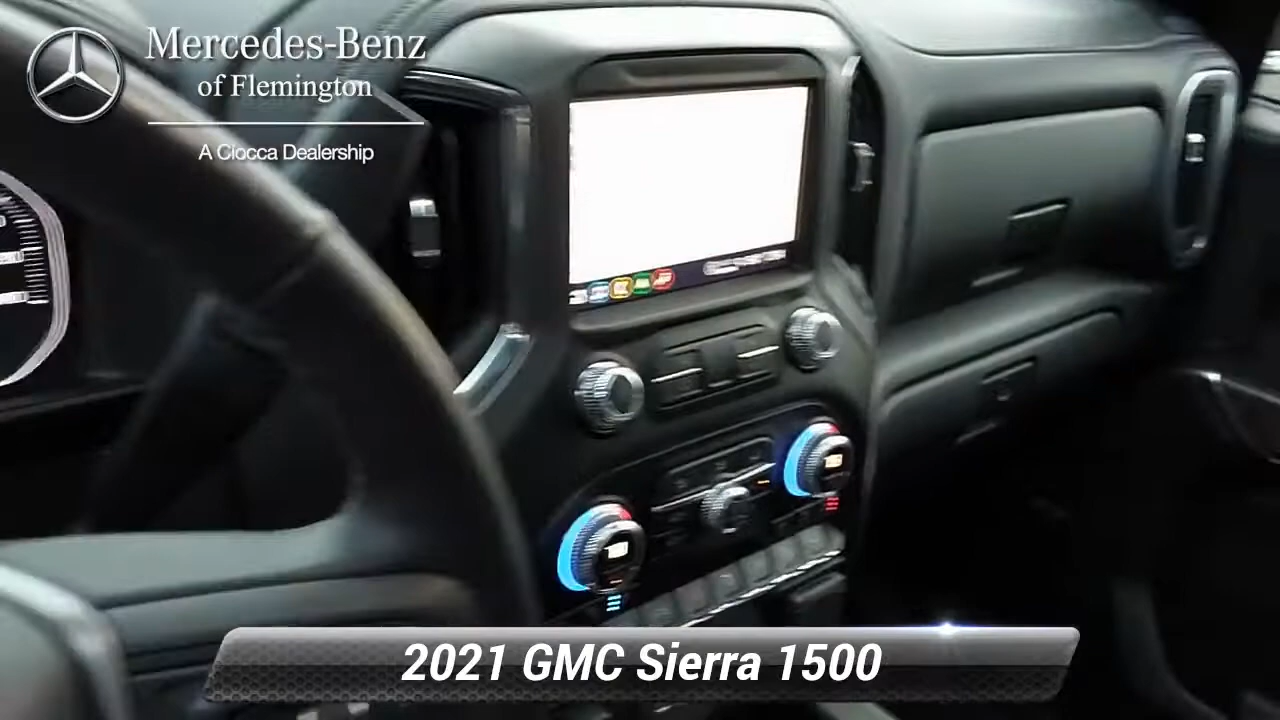 Mercedes-Benz
of Flemington
A Ciocca Dealership
2021 GMC Sierra 1500